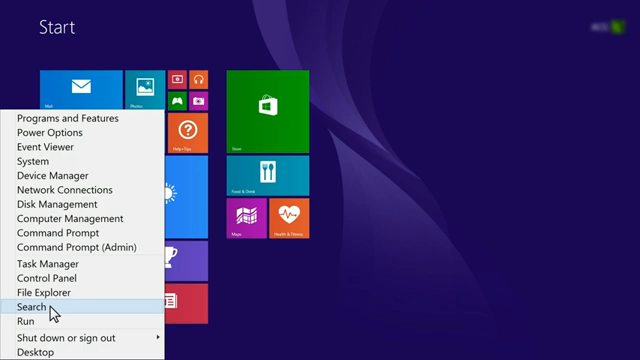 Start
Mail
Photos
Help+Tips
Store
Food & Drink
Maps
Health & Fitness
Programs and Features
Power Options
Event Viewer
System
Device Manager
Network Connections
Disk Management
Computer Management
Command Prompt
Command Prompt (Admin)
Task Manager
Control Panel
File Explorer
Search
Run
Shut down or sign out
Desktop